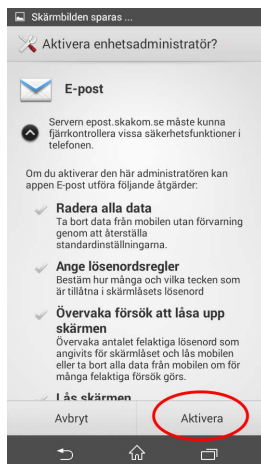 Skärmbilden sparas ...
Aktivera enhetsadministratör?
E-post
Servern epost.skakom.se måste kunna
fjärrkontrollera vissa säkerhetsfunktioner i
telefonen.
Om du aktiverar den här administratören kan
appen E-post utföra följande åtgärder:
Radera alla data
Ta bort data från mobilen utan förvarning
genom att återställa
standardinställningarna.
Ange lösenordsregler
Bestäm hur många och vilka tecken som
är tillåtna i skärmlåsets lösenord
Övervaka försök att låsa upp
skärmen
Övervaka antalet felaktiga lösenord som
angivits för skärmlåset och lås mobilen
eller ta bort alla data från mobilen om för
många felaktiga försök görs.
Lås skärmen
Avbryt
Aktivera